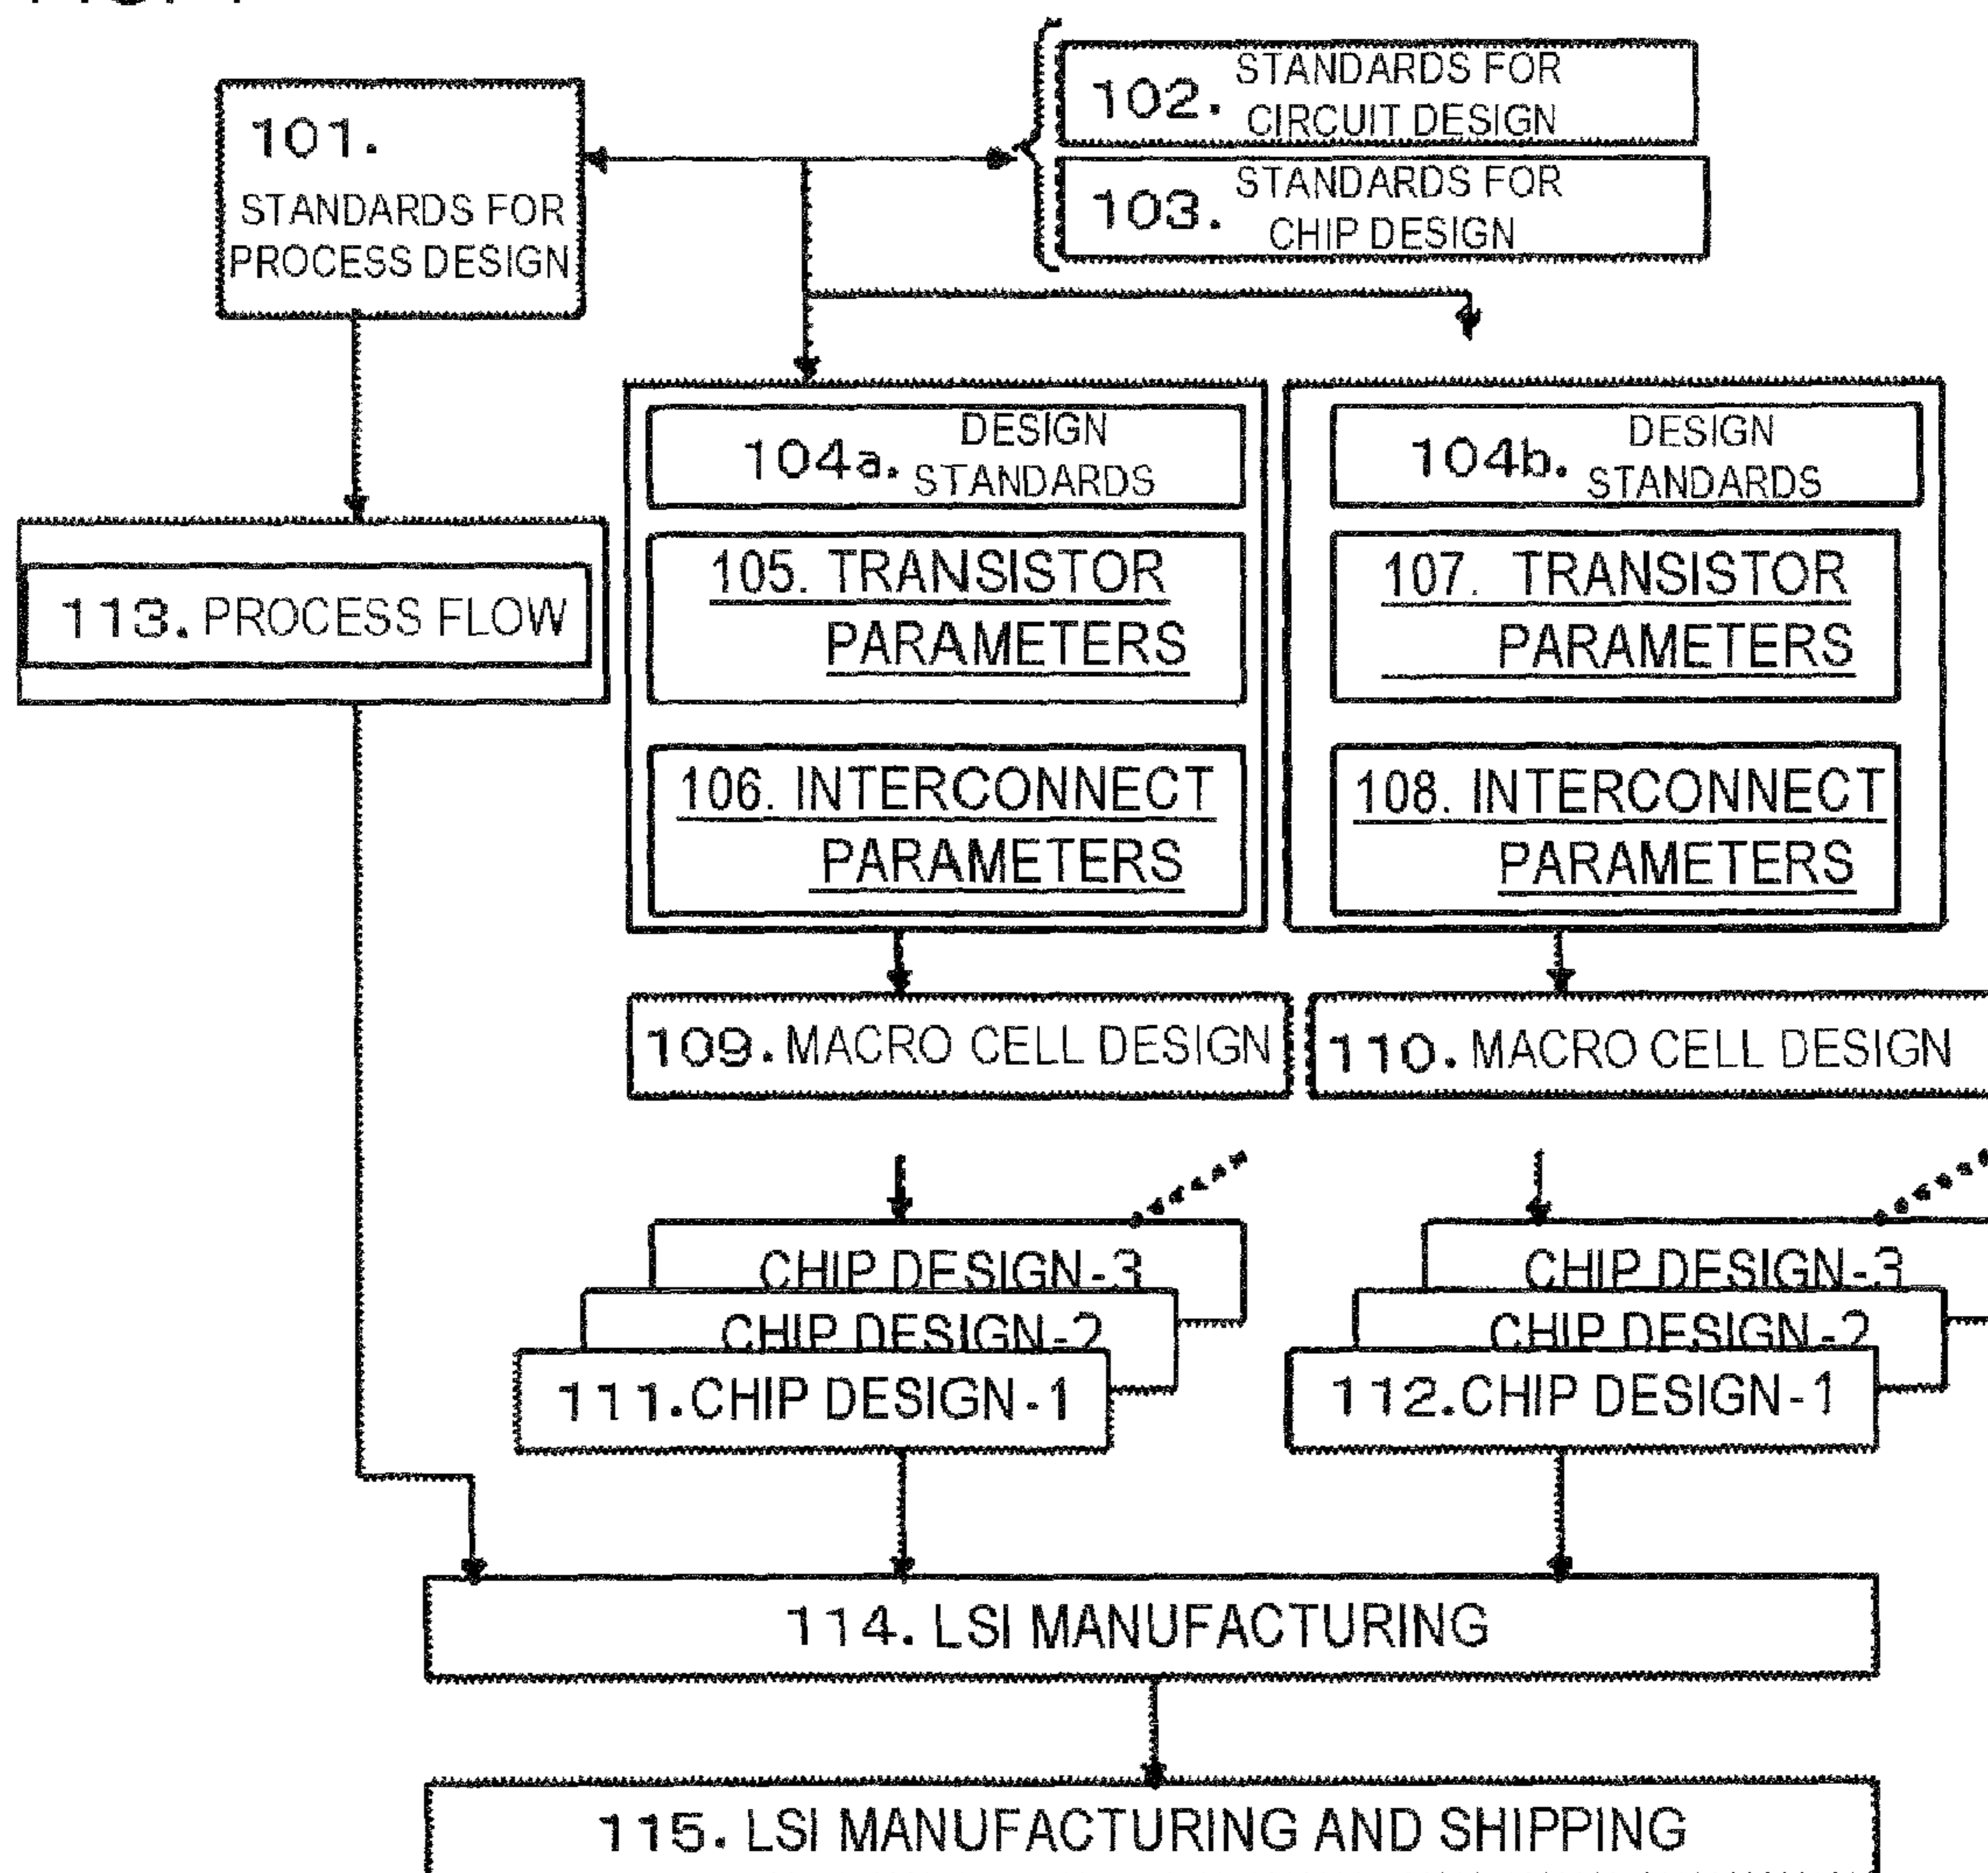 101.
STANDARDS FOR
PROCESS DESIGN
102. STANDARDS FOR
CIRCUIT DESIGN
103. STANDARDS FOR
CHIP DESIGN
104a. DESIGN
STANDARDS
105. TRANSISTOR
PARAMETERS
106. INTERCONNECT
PARAMETERS
104b. DESIGN
STANDARDS
107. TRANSISTOR
PARAMETERS
108. INTERCONNECT
PARAMETERS
113. PROCESS FLOW
109. MACRO CELL DESIGN
110. MACRO CELL DESIGN
CHIP DESIGN-3
CHIP DESIGN-2
111. CHIP DESIGN-1
CHIP DESIGN-3
CHIP DESIGN-2
112. CHIP DESIGN-1
114. LSI MANUFACTURING
115. LSI MANUFACTURING AND SHIPPING